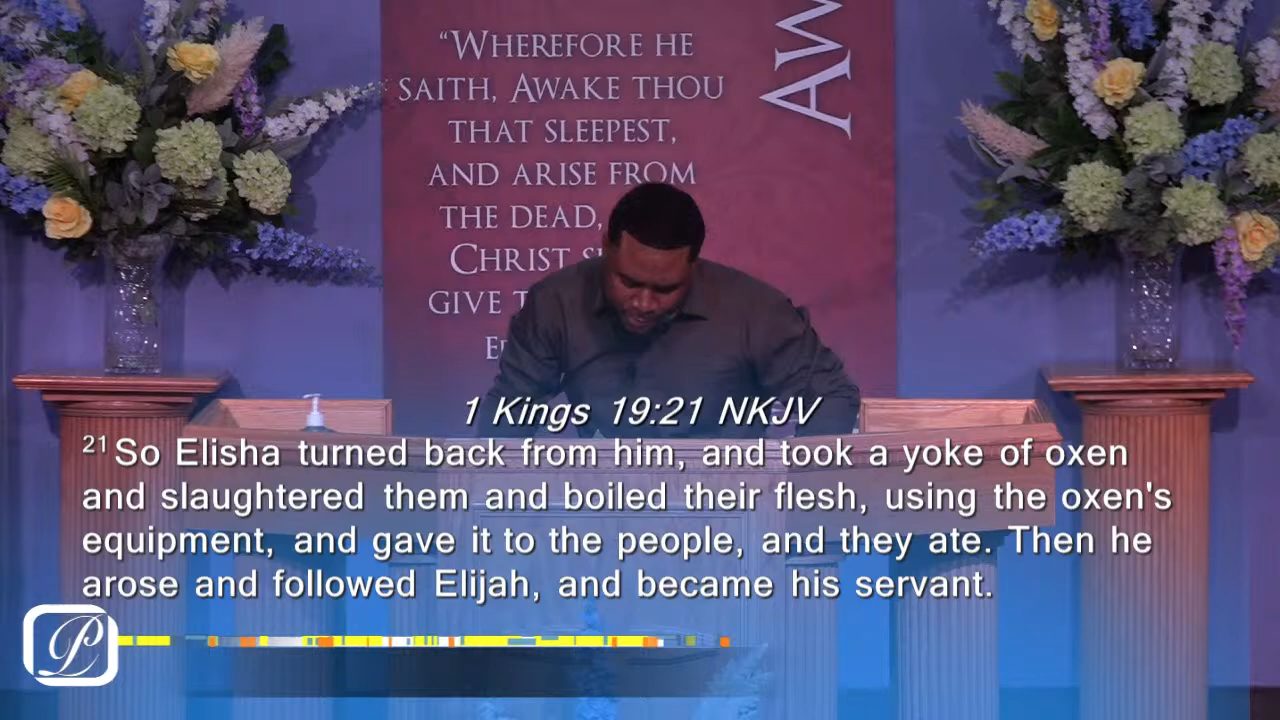 “WHEREFORE HE
SAITH, AWAKE THOU
THAT SLEEPEST,
AND ARISE FROM
THE DEAD,
CHRIST
GIVE
AW
1 Kings 19:21 NKJV
21 So Elisha turned back from him, and took a yoke of oxen
and slaughtered them and boiled their flesh, using the oxen's
equipment, and gave it to the people, and they ate. Then he
arose and followed Elijah, and became his servant.